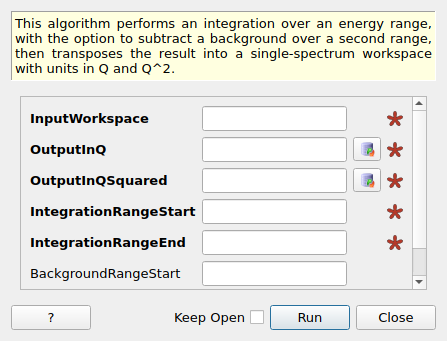 This algorithm performs an integration over an energy range,
with the option to subtract a background over a second range,
then transposes the result into a single-spectrum workspace
with units in Q and Q^2.
InputWorkspace
OutputInQ
OutputInQSquared
IntegrationRangeStart
IntegrationRangeEnd
BackgroundRangeStart
? Keep Open Run Close